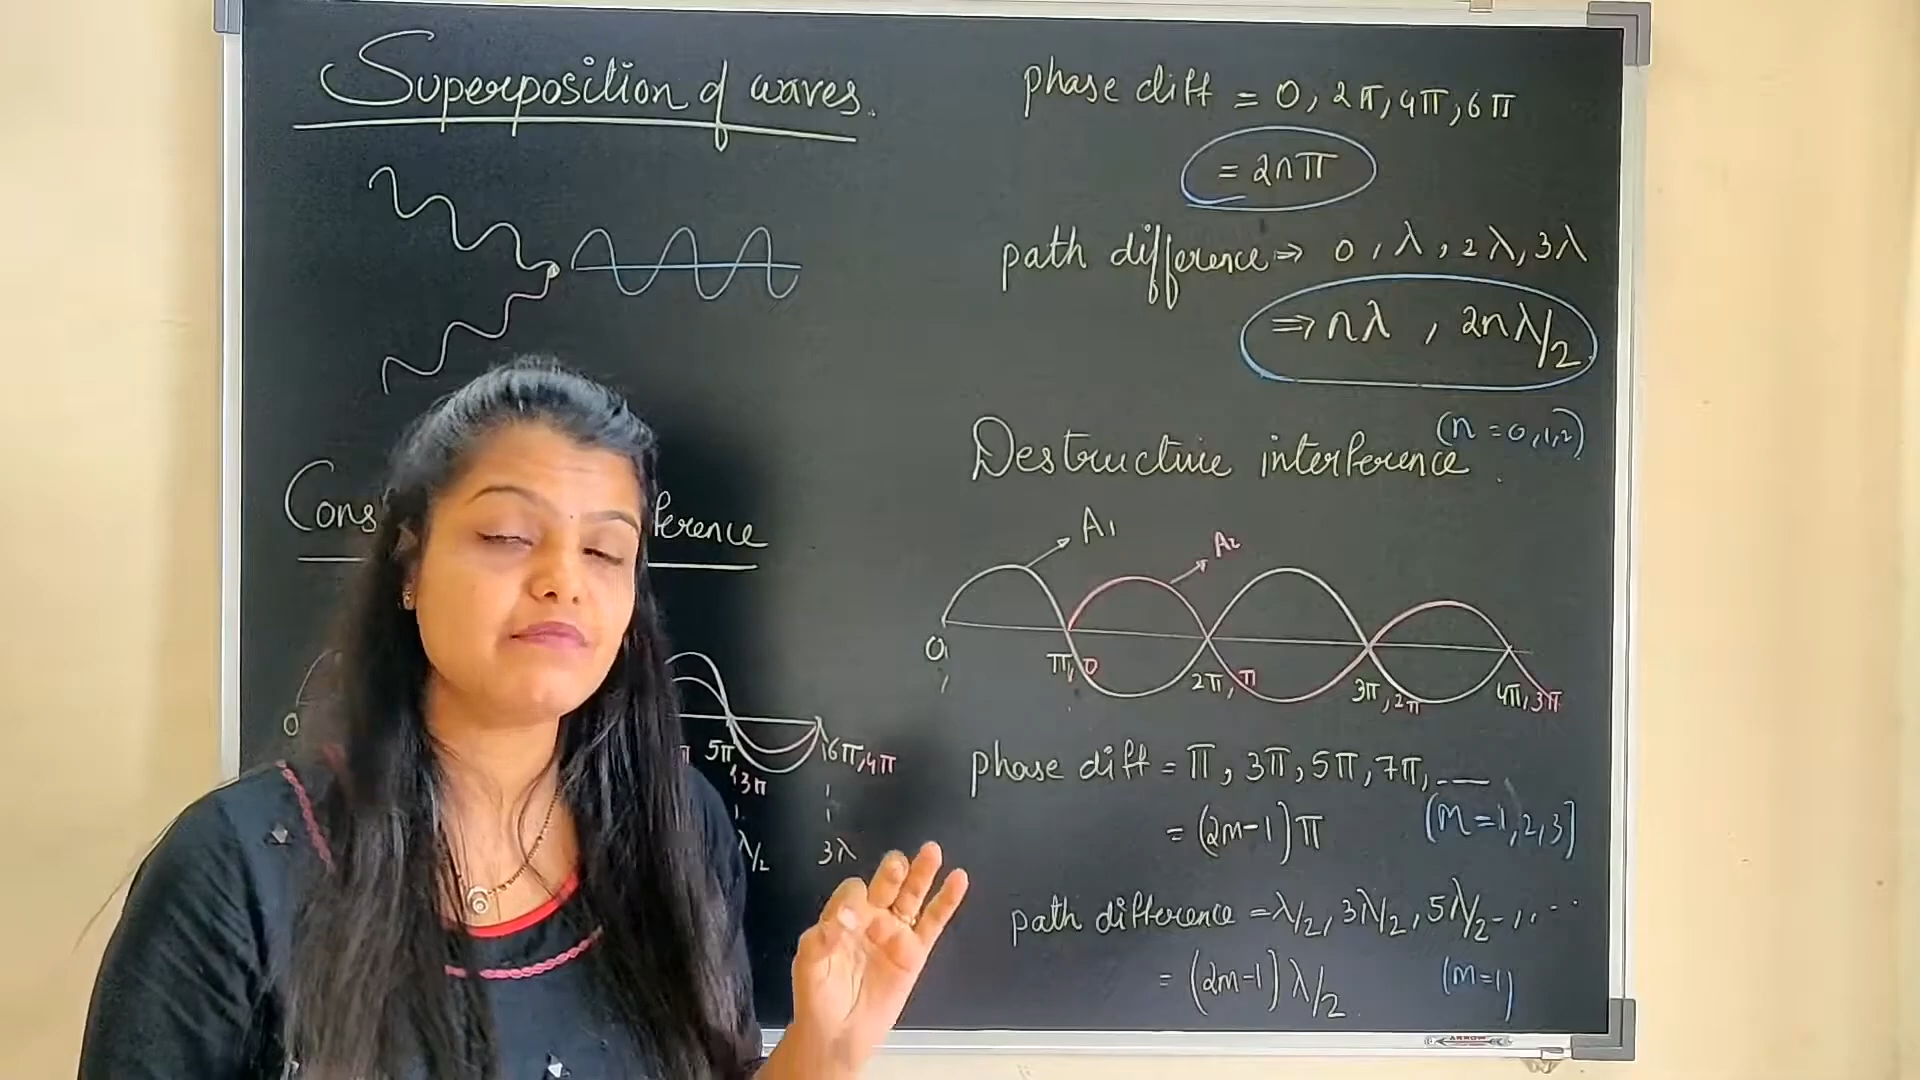 Superposition of waves.
Cons ference
0
π 5π, 3π 6π, 4π
λ/2 3λ
phase diff = 0, 2π, 4π, 6π
= 2nπ
path difference ⇒ 0, λ, 2λ, 3λ
⇒ nλ , 2nλ/2
(n = 0,1,2)
Destructive interference.
A1 A2
0 π, 0 2π, π 3π, 2π 4π, 3π
phase diff = π, 3π, 5π, 7π, ---
= (2m-1)π (m=1,2,3)
path difference = λ/2, 3λ/2, 5λ/2 -, . - -
= (2m-1) λ/2 (m=1)
ARROW